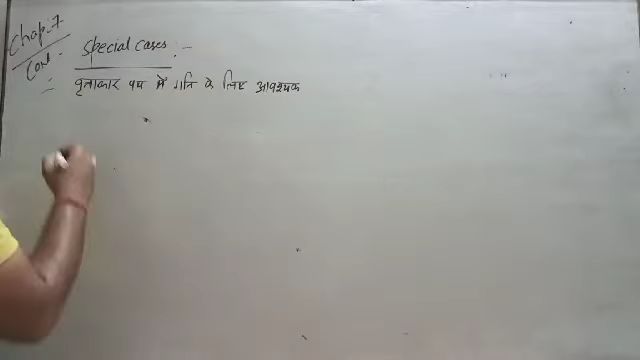 Chap. 7
Cont.
Special cases :-
वृत्ताकार पथ में गति के लिए आवश्यक